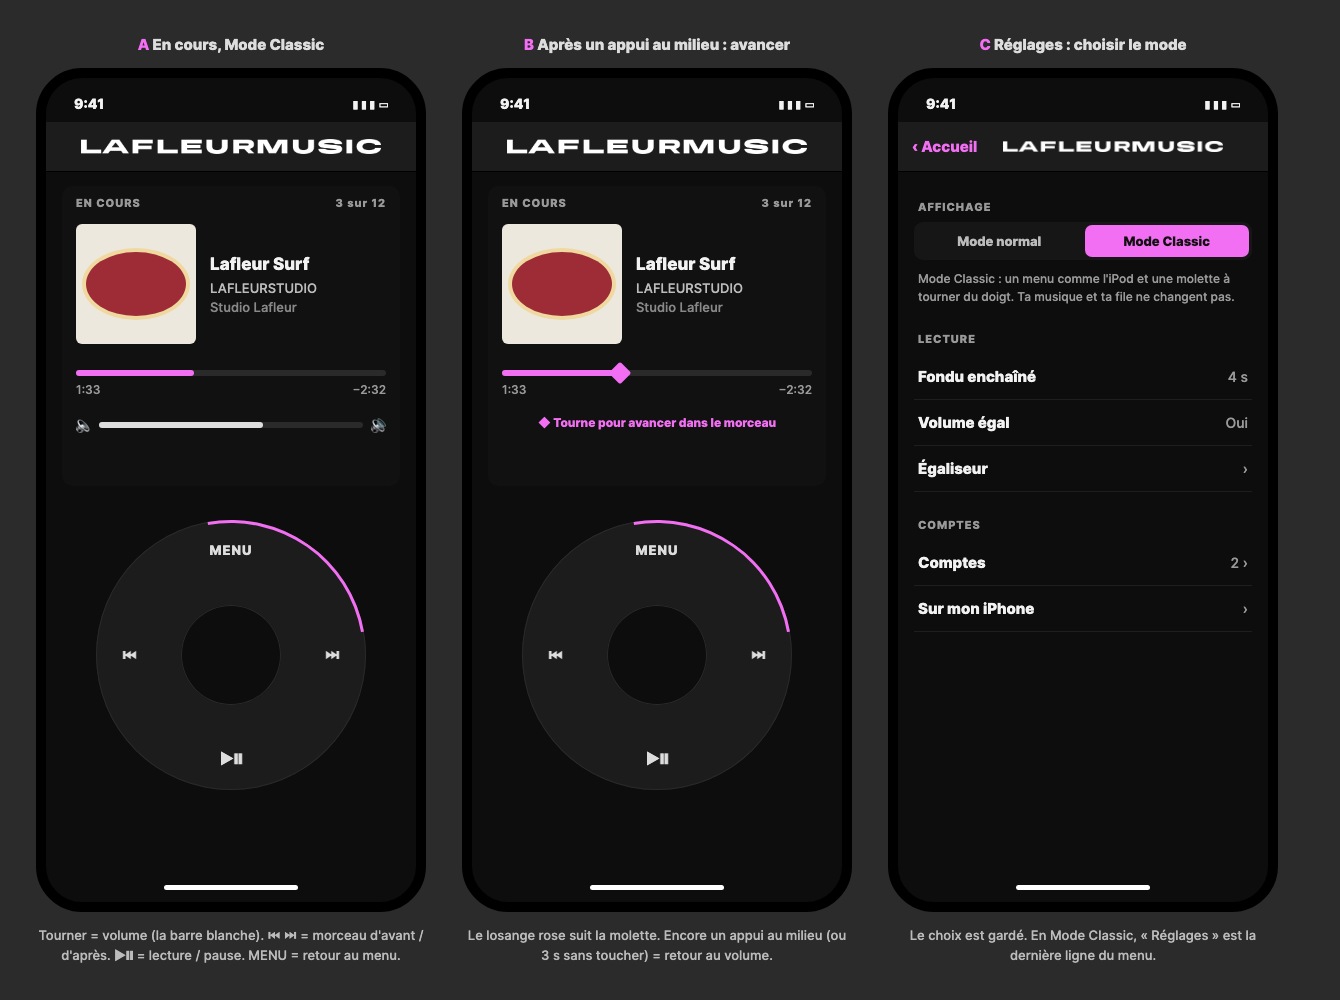 A En cours, Mode Classic
9:41
LAFLEURMUSIC
EN COURS
3 sur 12
Lafleur Surf
LAFLEURSTUDIO
Studio Lafleur
1:33
−2:32
MENU
Tourner = volume (la barre blanche). ⏮ ⏭ = morceau d'avant /
d'après. ▶⏸ = lecture / pause. MENU = retour au menu.
B Après un appui au milieu : avancer
9:41
LAFLEURMUSIC
EN COURS
3 sur 12
Lafleur Surf
LAFLEURSTUDIO
Studio Lafleur
1:33
−2:32
◆ Tourne pour avancer dans le morceau
MENU
Le losange rose suit la molette. Encore un appui au milieu (ou
3 s sans toucher) = retour au volume.
C Réglages : choisir le mode
9:41
‹ Accueil
LAFLEURMUSIC
AFFICHAGE
Mode normal
Mode Classic
Mode Classic : un menu comme l'iPod et une molette à
tourner du doigt. Ta musique et ta file ne changent pas.
LECTURE
Fondu enchaîné
4 s
Volume égal
Oui
Égaliseur ›
COMPTES
Comptes
2 ›
Sur mon iPhone ›
Le choix est gardé. En Mode Classic, « Réglages » est la
dernière ligne du menu.